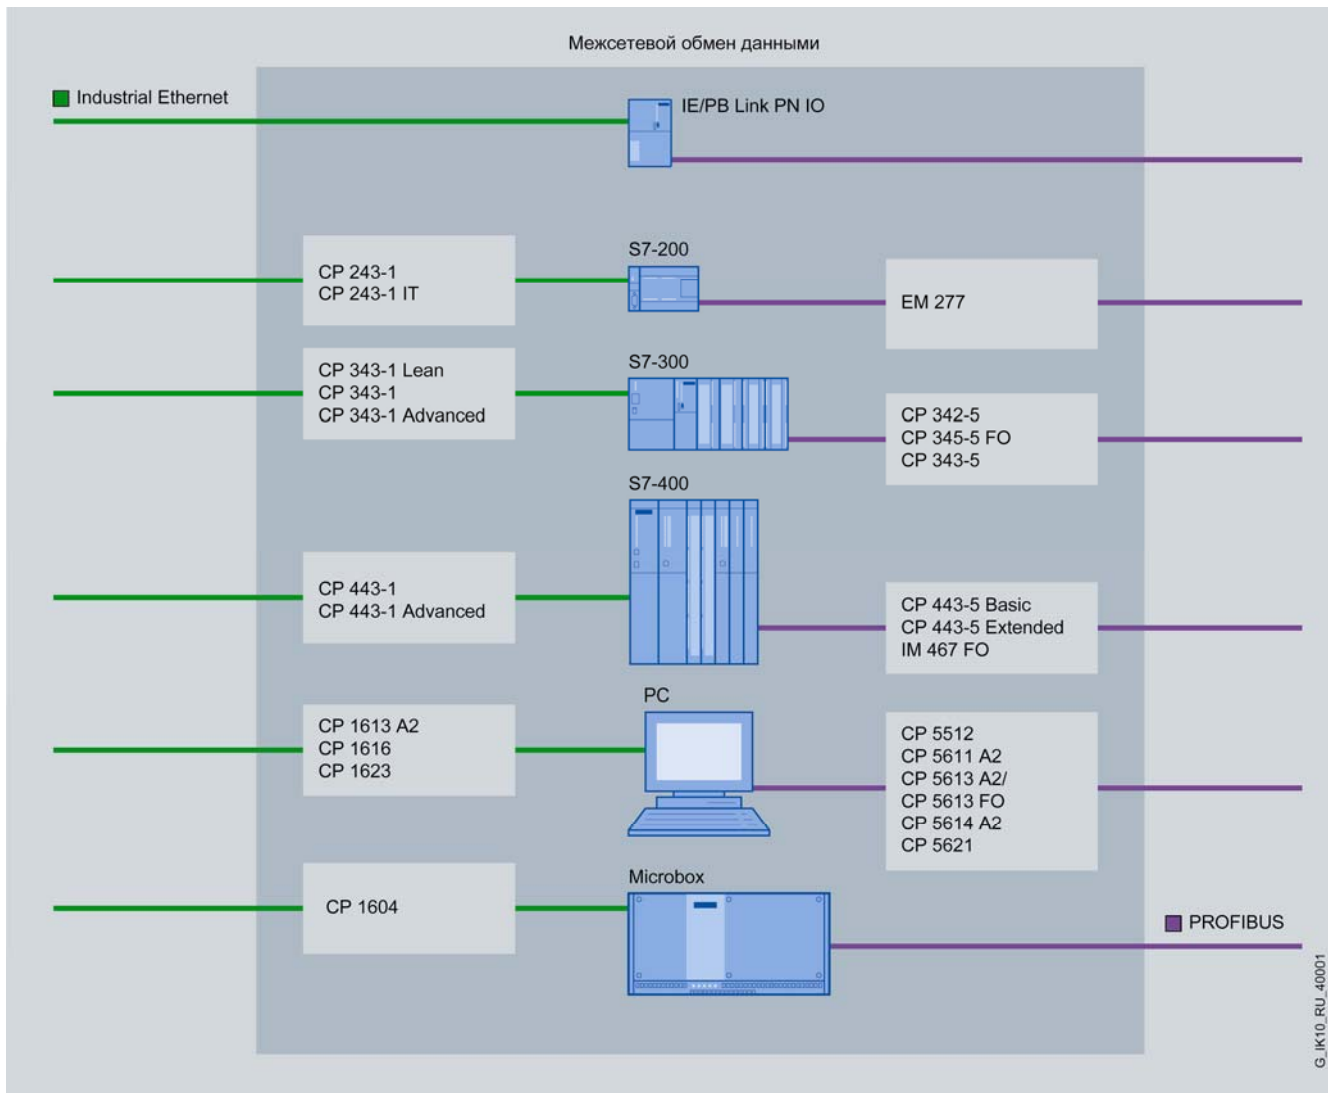 Межсетевой обмен данными
Industrial Ethernet
IE/PB Link PN IO
S7-200
CP 243-1
CP 243-1 IT
EM 277
S7-300
CP 343-1 Lean
CP 343-1
CP 343-1 Advanced
CP 342-5
CP 345-5 FO
CP 343-5
S7-400
CP 443-1
CP 443-1 Advanced
CP 443-5 Basic
CP 443-5 Extended
IM 467 FO
PC
CP 1613 A2
CP 1616
CP 1623
CP 5512
CP 5611 A2
CP 5613 A2/
CP 5613 FO
CP 5614 A2
CP 5621
Microbox
CP 1604
PROFIBUS
G_IK10_RU_40001